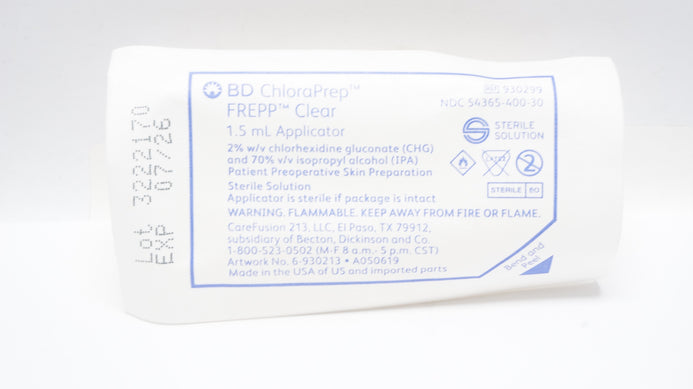 BD ChloraPrep™
FREPP™ Clear
1.5 mL Applicator
REF 930299
NDC 54365-400-30
STERILE
SOLUTION
2% w/v chlorhexidine gluconate (CHG)
and 70% v/v isopropyl alcohol (IPA)
Patient Preoperative Skin Preparation
Sterile Solution
Applicator is sterile if package is intact
WARNING. FLAMMABLE. KEEP AWAY FROM FIRE OR FLAME.
STERILE EO
CareFusion 213, LLC, El Paso, TX 79912,
subsidiary of Becton, Dickinson and Co.
1-800-523-0502 (M-F 8 a.m.- 5 p.m. CST)
Artwork No. 6-930213 • A050619
Made in the USA of US and imported parts
Bend and
Peel
Lot 3222170
EXP 07/26